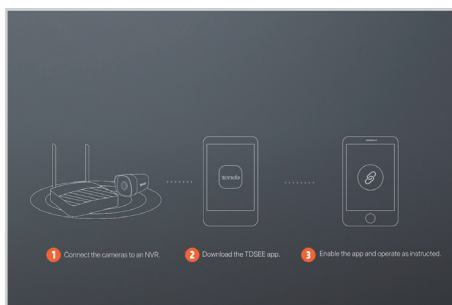 Tenda
1 Connect the cameras to an NVR.
2 Download the TDSEE app.
3 Enable the app and operate as instructed.